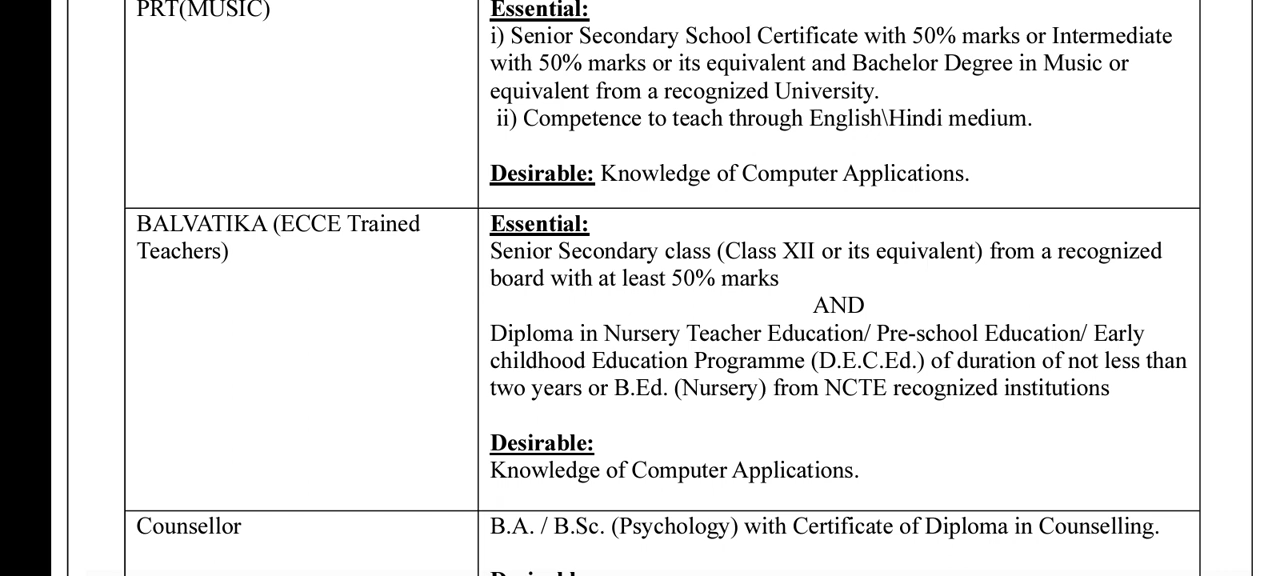 PRT(MUSIC)
Essential:
i) Senior Secondary School Certificate with 50% marks or Intermediate
with 50% marks or its equivalent and Bachelor Degree in Music or
equivalent from a recognized University.
ii) Competence to teach through English\Hindi medium.
Desirable: Knowledge of Computer Applications.
BALVATIKA (ECCE Trained
Teachers)
Essential:
Senior Secondary class (Class XII or its equivalent) from a recognized
board with at least 50% marks
AND
Diploma in Nursery Teacher Education/ Pre-school Education/ Early
childhood Education Programme (D.E.C.Ed.) of duration of not less than
two years or B.Ed. (Nursery) from NCTE recognized institutions
Desirable:
Knowledge of Computer Applications.
Counsellor
B.A. / B.Sc. (Psychology) with Certificate of Diploma in Counselling.